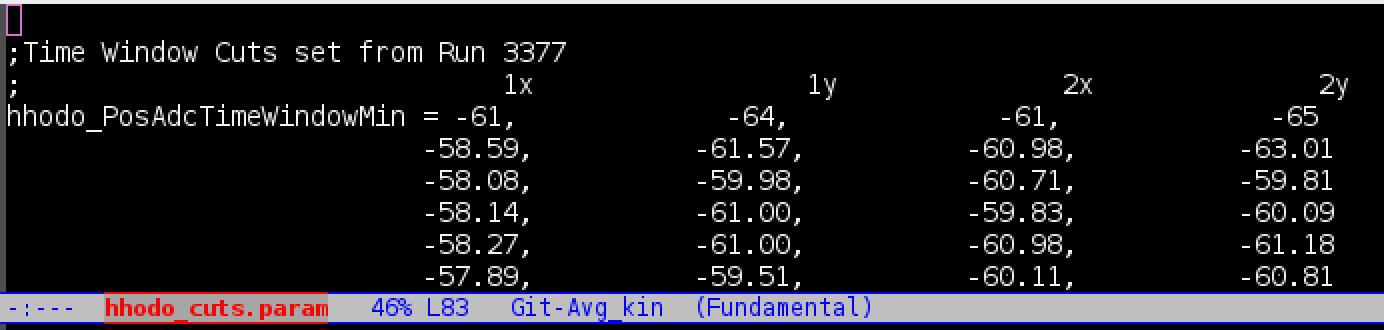 ;Time Window Cuts set from Run 3377
; 1x 1y 2x 2y
hhodo_PosAdcTimeWindowMin = -61, -64, -61, -65
-58.59, -61.57, -60.98, -63.01
-58.08, -59.98, -60.71, -59.81
-58.14, -61.00, -59.83, -60.09
-58.27, -61.00, -60.98, -61.18
-57.89, -59.51, -60.11, -60.81
-:--- hhodo_cuts.param 46% L83 Git-Avg_kin (Fundamental)